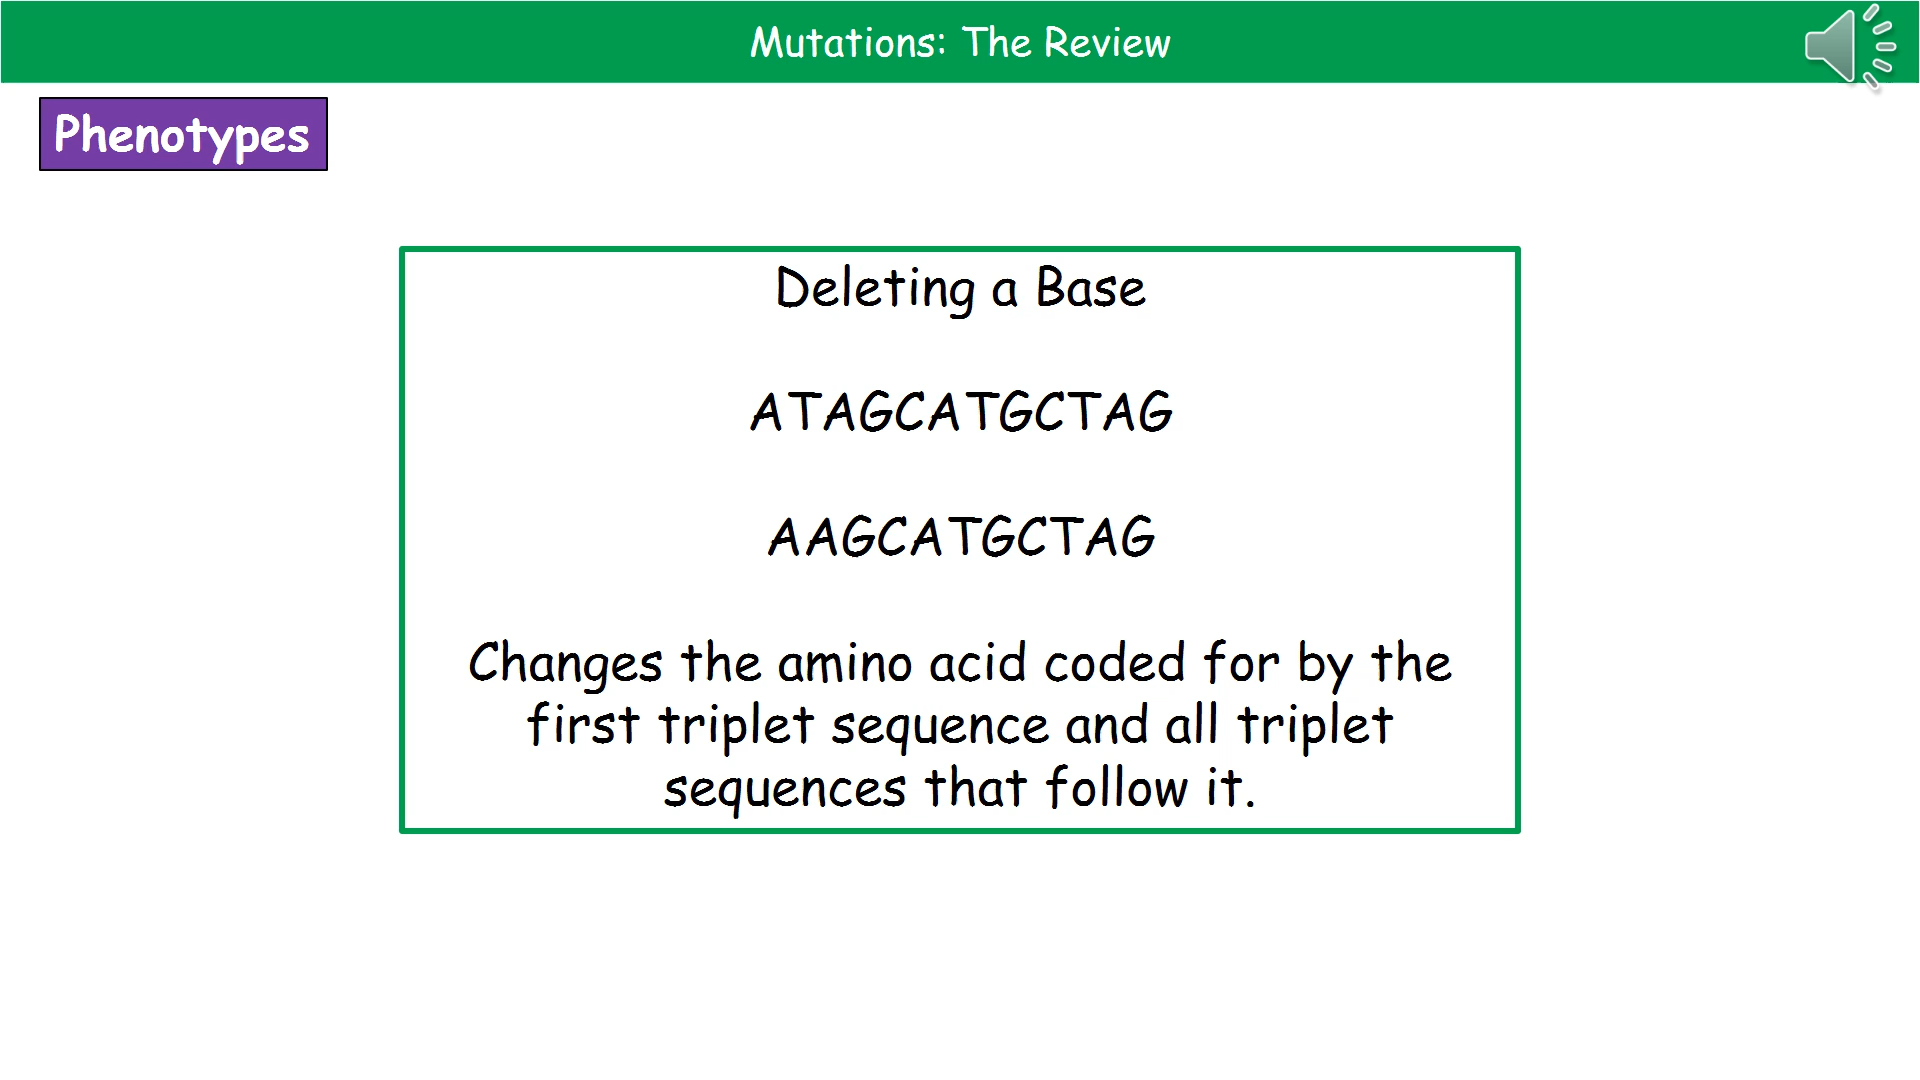 Mutations: The Review
Phenotypes
Deleting a Base
ATAGCATGCTAG
AAGCATGCTAG
Changes the amino acid coded for by the
first triplet sequence and all triplet
sequences that follow it.